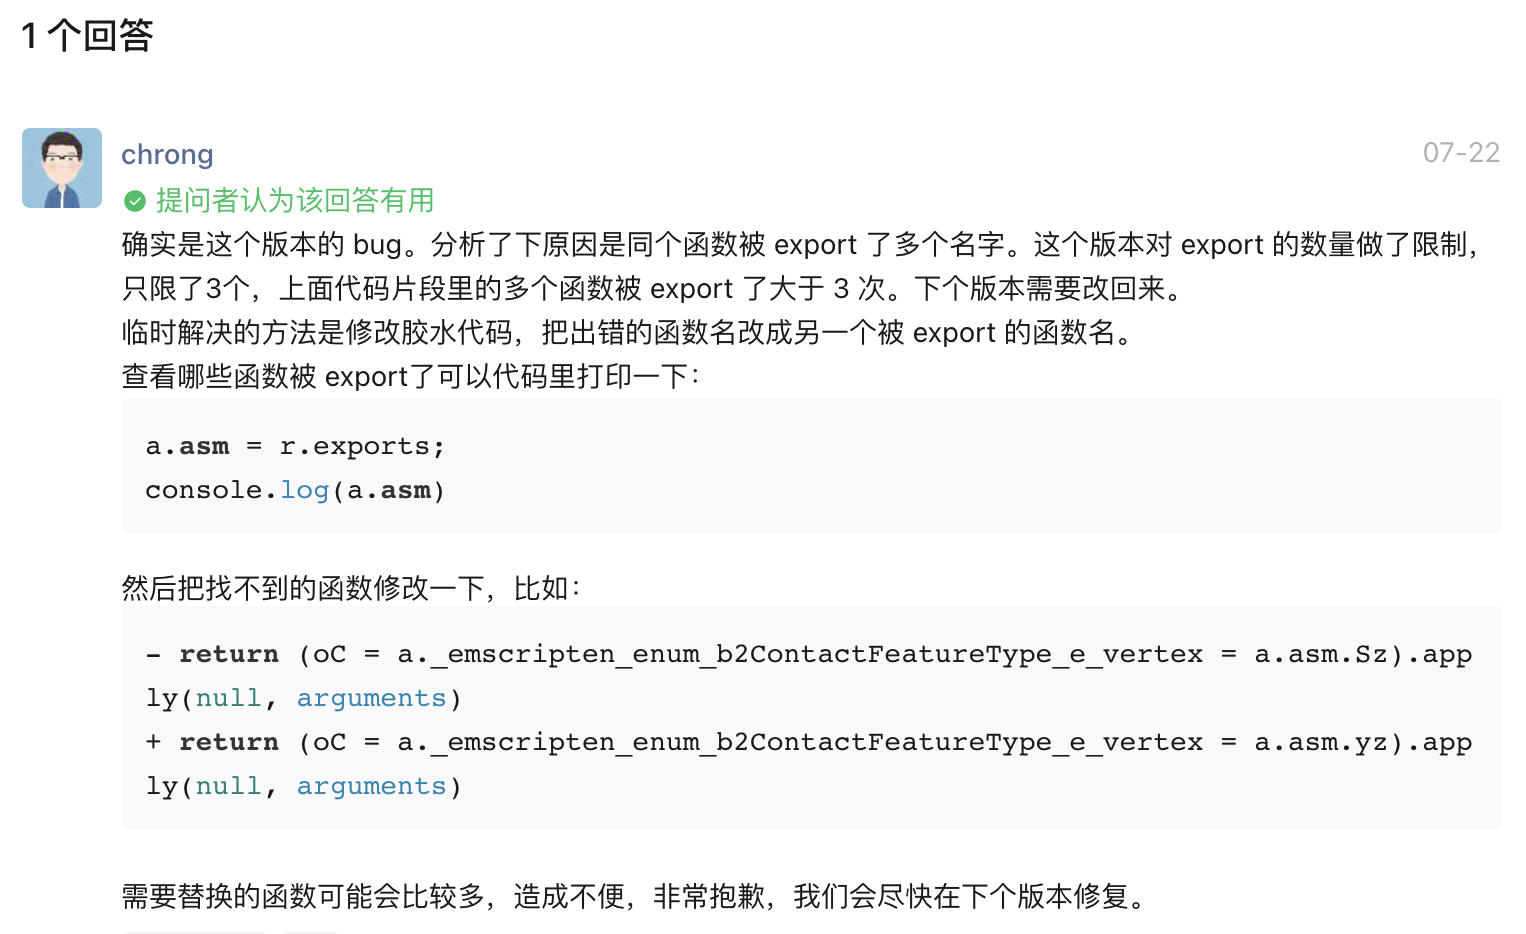 1 个回答
chrong
07-22
提问者认为该回答有用
确实是这个版本的 bug。分析了下原因是同个函数被 export 了多个名字。这个版本对 export 的数量做了限制，
只限了3个，上面代码片段里的多个函数被 export 了大于 3 次。下个版本需要改回来。
临时解决的方法是修改胶水代码，把出错的函数名改成另一个被 export 的函数名。
查看哪些函数被 export了可以代码里打印一下：
a.asm = r.exports;
console.log(a.asm)
然后把找不到的函数修改一下，比如：
- return (oC = a._emscripten_enum_b2ContactFeatureType_e_vertex = a.asm.Sz).app
ly(null, arguments)
+ return (oC = a._emscripten_enum_b2ContactFeatureType_e_vertex = a.asm.yz).app
ly(null, arguments)
需要替换的函数可能会比较多，造成不便，非常抱歉，我们会尽快在下个版本修复。